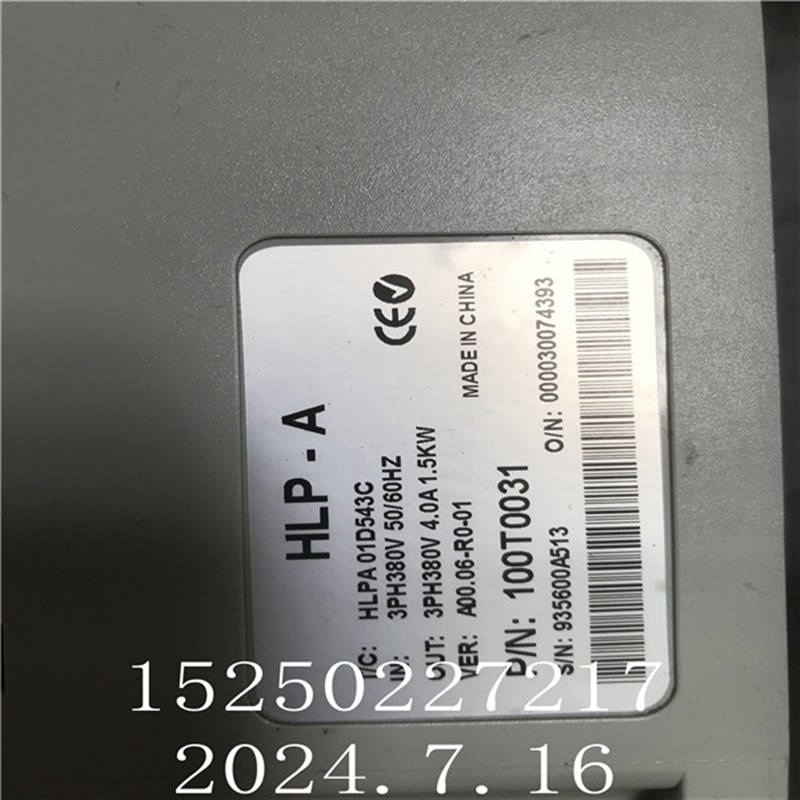 HLP - A
I/C: HLPA 01D543C
IN: 3PH380V 50/60HZ
OUT: 3PH380V 4.0A 1.5KW
VER: A00.06-R0-01
MADE IN CHINA
P/N: 100T0031
S/N: 935600A513
O/N: 000030074393
CE
15250227217
2024.7.16